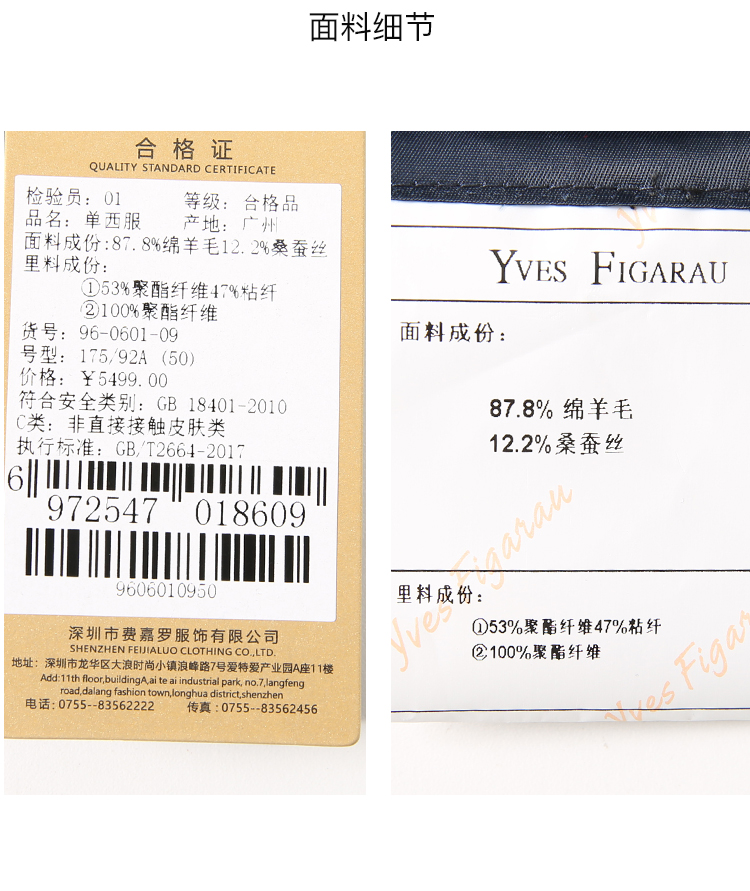 面料细节
合格证
QUALITY STANDARD CERTIFICATE
检验员：01 等级：合格品
品名：单西服 产地：广州
面料成份:87.8%绵羊毛12.2%桑蚕丝
里料成份：
①53%聚酯纤维47%粘纤
②100%聚酯纤维
货号：96-0601-09
号型：175/92A (50)
价格：￥5499.00
符合安全类别：GB 18401-2010
C类：非直接接触皮肤类
执行标准：GB/T2664-2017
6 972547 018609
9606010950
深圳市费嘉罗服饰有限公司
SHENZHEN FEIJIALUO CLOTHING CO.,LTD.
地址：深圳市龙华区大浪时尚小镇浪峰路7号爱特爱产业园A座11楼
Add:11th floor,buildingA,ai te ai industrial park, no.7,langfeng
road,dalang fashion town,longhua district,shenzhen
电话：0755--83562222 传真：0755--83562456
YVES FIGARAU
面料成份：
87.8% 绵羊毛
12.2%桑蚕丝
Yves Figarau
里料成份：
①53%聚酯纤维47%粘纤
②100%聚酯纤维
Yves Figarau